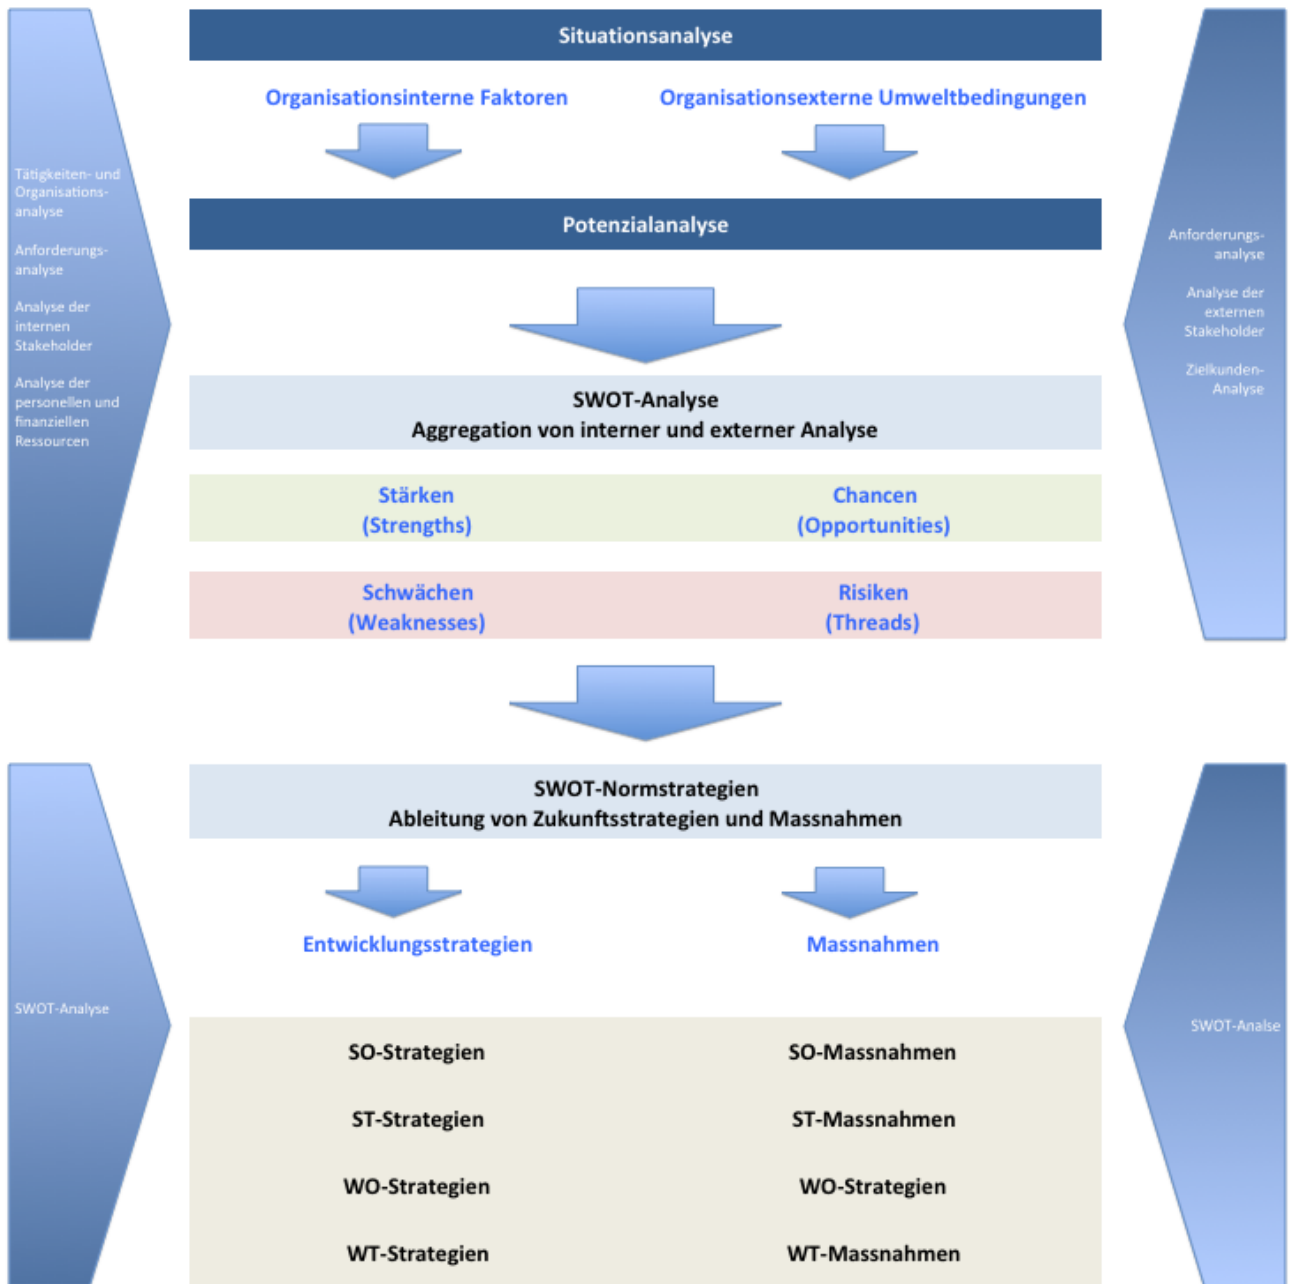 Situationsanalyse
Organisationsinterne Faktoren
Organisationsexterne Umweltbedingungen
Tätigkeiten- und
Organisations-
analyse
Anforderungs-
analyse
Analyse der
internen
Stakeholder
Analyse der
personellen und
finanziellen
Ressourcen
Potenzialanalyse
Anforderungs-
analyse
Analyse der
externen
Stakeholder
Zielkunden-
Analyse
SWOT-Analyse
Aggregation von interner und externer Analyse
Stärken
(Strengths)
Chancen
(Opportunities)
Schwächen
(Weaknesses)
Risiken
(Threads)
SWOT-Normstrategien
Ableitung von Zukunftsstrategien und Massnahmen
Entwicklungsstrategien
Massnahmen
SWOT-Analyse
SWOT-Analse
SO-Strategien
SO-Massnahmen
ST-Strategien
ST-Massnahmen
WO-Strategien
WO-Strategien
WT-Strategien
WT-Massnahmen